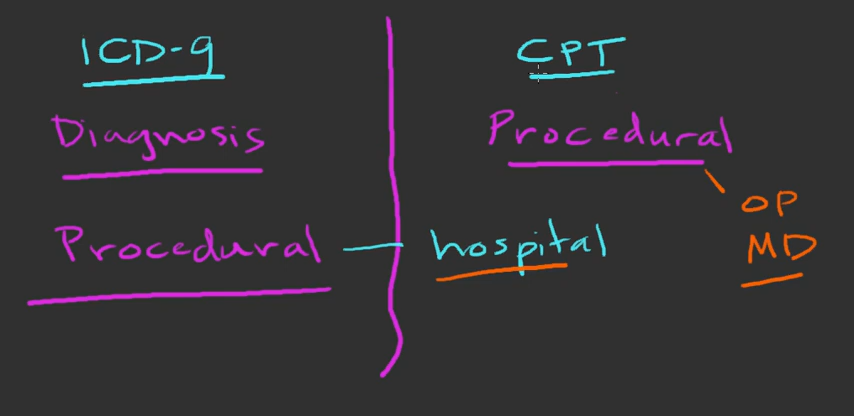 ICD-9
Diagnosis
Procedural
CPT
Procedural
OP
MD
hospital